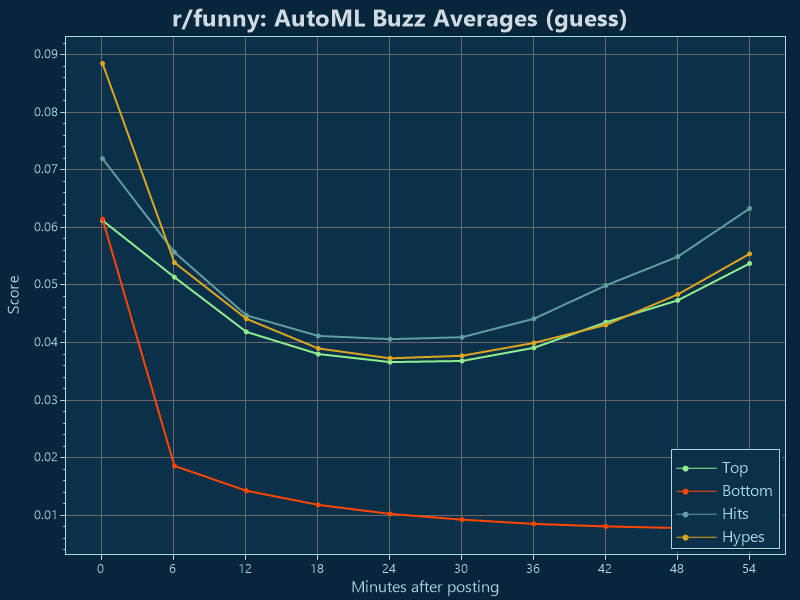 r/funny: AutoML Buzz Averages (guess)
Score
0.09
0.08
0.07
0.06
0.05
0.04
0.03
0.02
0.01
Top
Bottom
Hits
Hypes
0 6 12 18 24 30 36 42 48 54
Minutes after posting